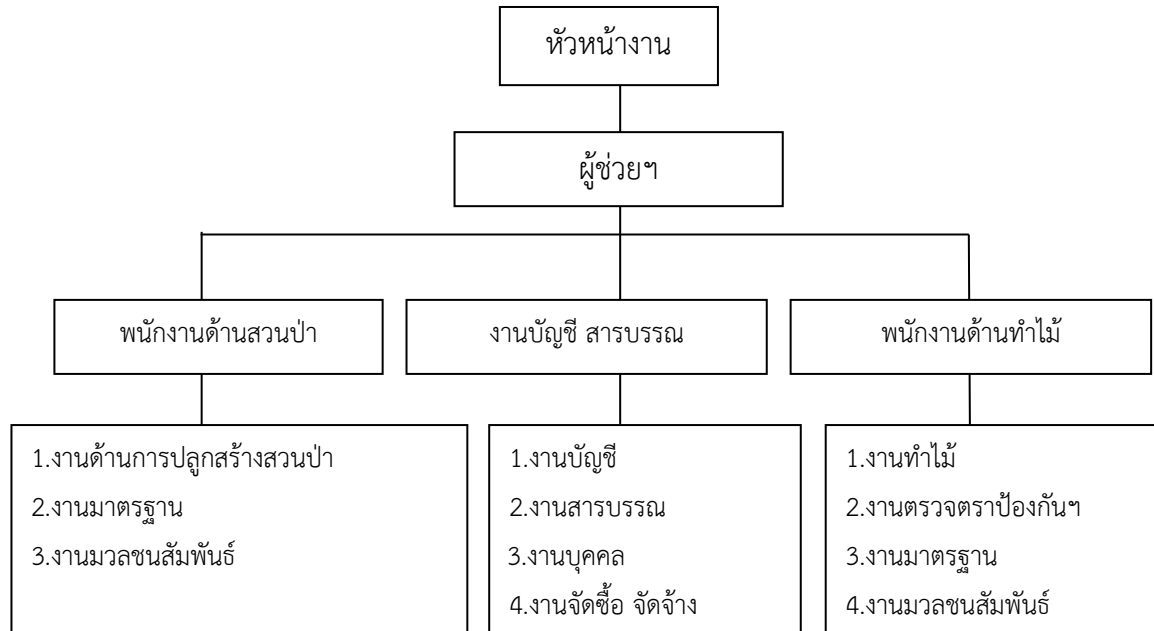 หัวหน้างาน
ผู้ช่วยฯ
พนักงานด้านสวนป่า
งานบัญชี สารบรรณ
พนักงานด้านทำไม้
1.งานด้านการปลูกสร้างสวนป่า
2.งานมาตรฐาน
3.งานมวลชนสัมพันธ์
1.งานบัญชี
2.งานสารบรรณ
3.งานบุคคล
4.งานจัดซื้อ จัดจ้าง
1.งานทำไม้
2.งานตรวจตราป้องกันฯ
3.งานมาตรฐาน
4.งานมวลชนสัมพันธ์